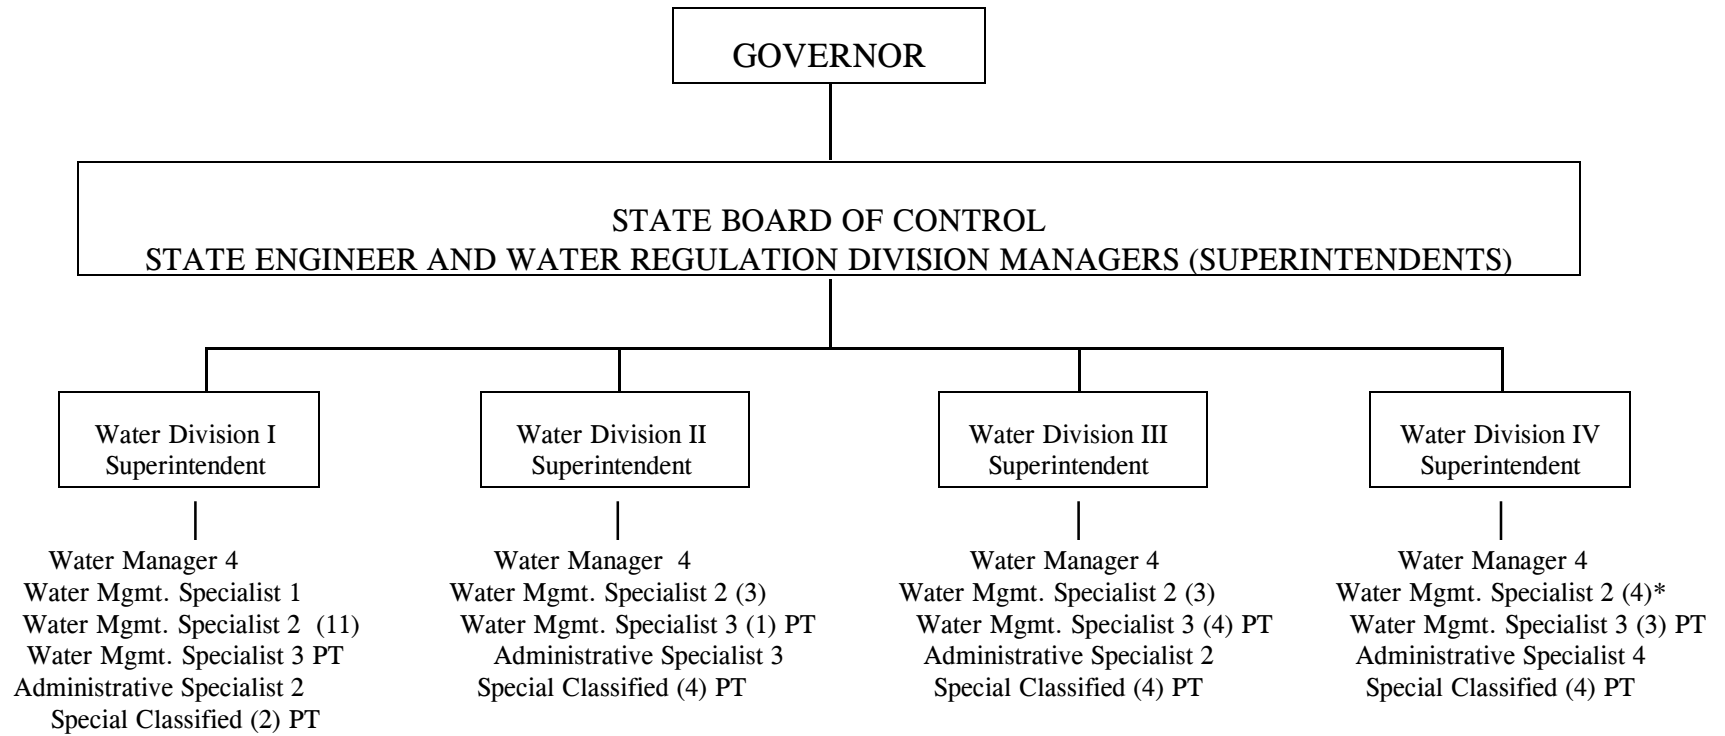 GOVERNOR
STATE BOARD OF CONTROL
STATE ENGINEER AND WATER REGULATION DIVISION MANAGERS (SUPERINTENDENTS)
Water Division I
Superintendent
Water Manager 4
Water Mgmt. Specialist 1
Water Mgmt. Specialist 2 (11)
Water Mgmt. Specialist 3 PT
Administrative Specialist 2
Special Classified (2) PT
Water Division II
Superintendent
Water Manager 4
Water Mgmt. Specialist 2 (3)
Water Mgmt. Specialist 3 (1) PT
Administrative Specialist 3
Special Classified (4) PT
Water Division III
Superintendent
Water Manager 4
Water Mgmt. Specialist 2 (3)
Water Mgmt. Specialist 3 (4) PT
Administrative Specialist 2
Special Classified (4) PT
Water Division IV
Superintendent
Water Manager 4
Water Mgmt. Specialist 2 (4)*
Water Mgmt. Specialist 3 (3) PT
Administrative Specialist 4
Special Classified (4) PT